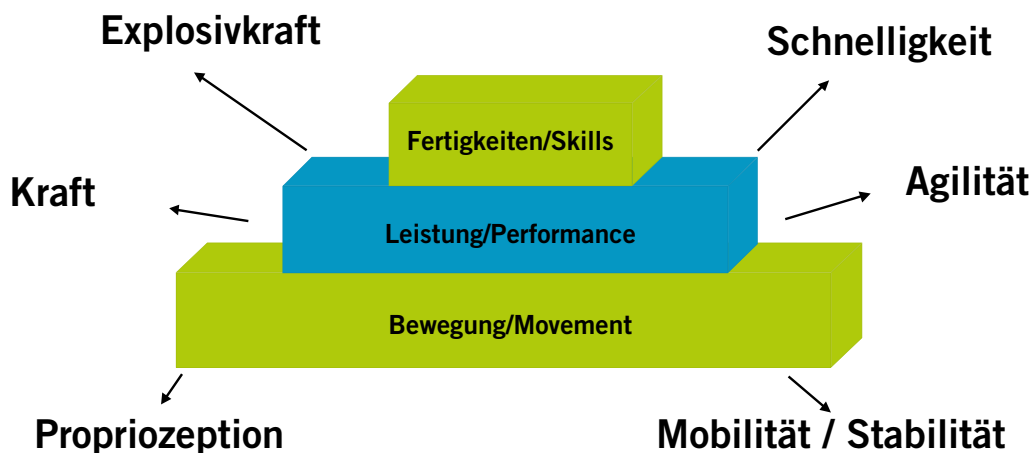 Explosivkraft
Schnelligkeit
Fertigkeiten/Skills
Kraft
Agilität
Leistung/Performance
Bewegung/Movement
Propriozeption
Mobilität / Stabilität